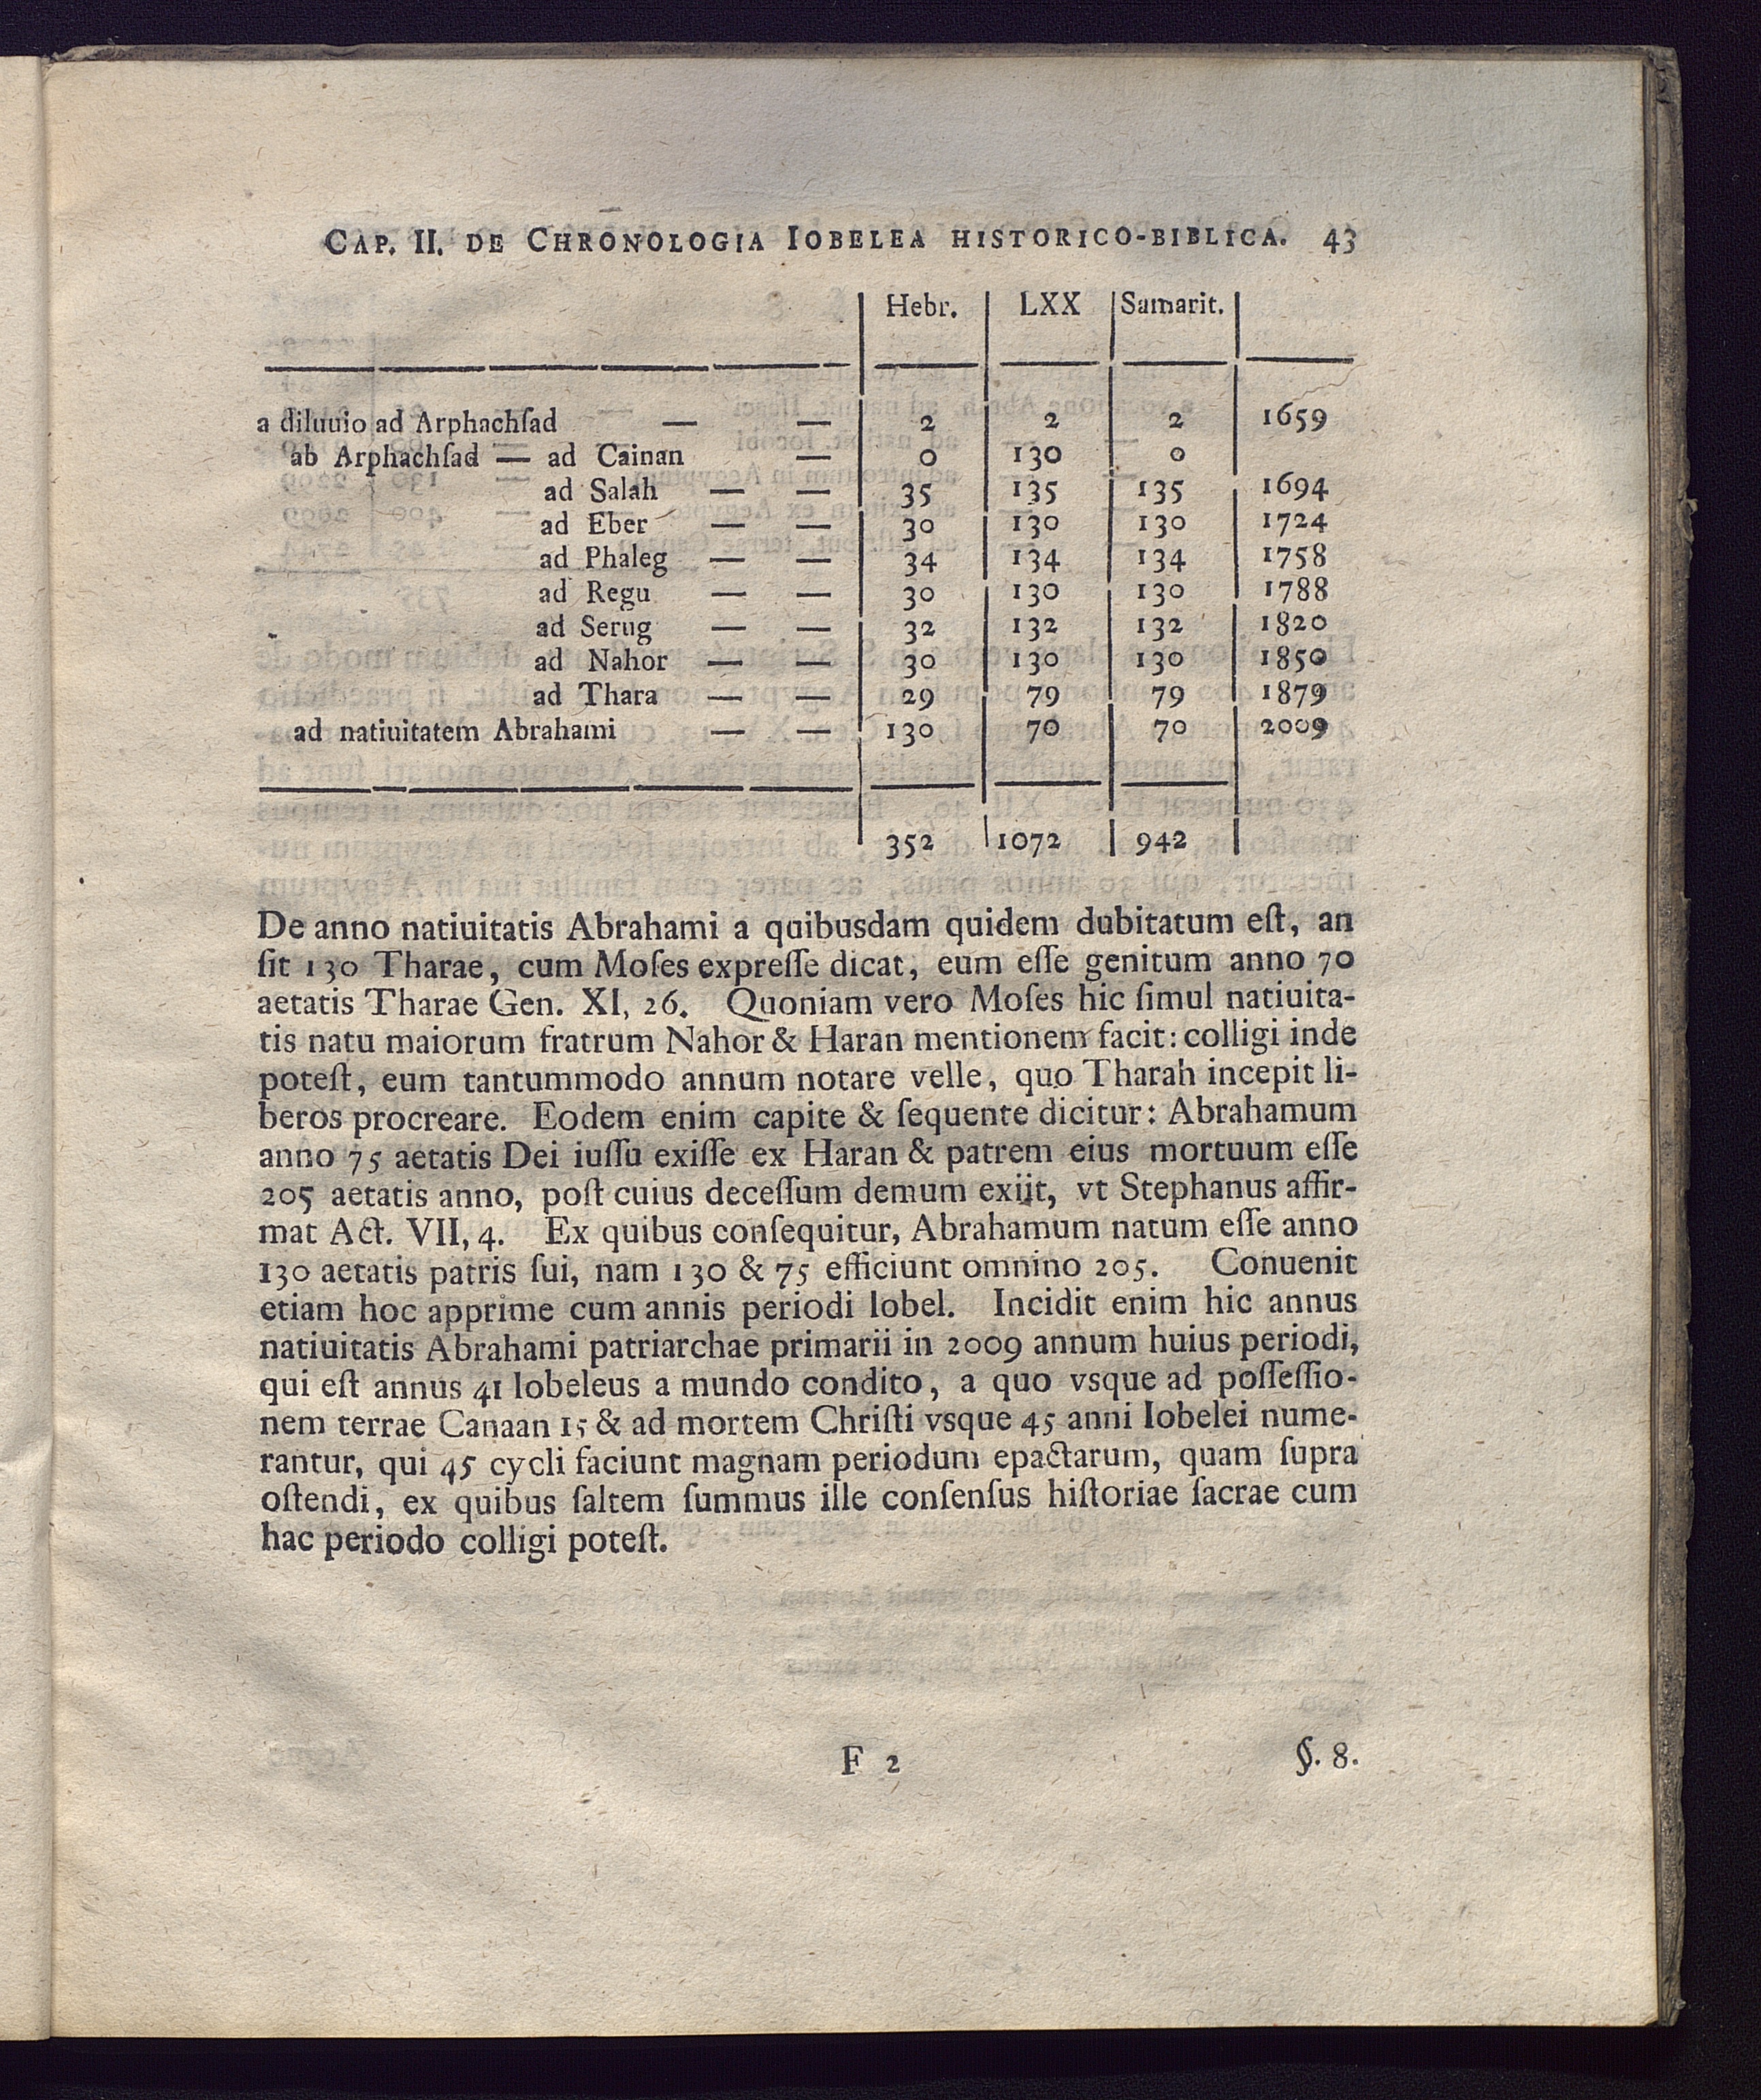 CAP. II. DE CHRONOLOGIA IOBELEA HISTORICO-BIBLICA. 43
Hebr. LXX Samarit.
a diluuio ad Arphachſad — — 2 2 2 1659
ab Arphachſad — ad Cainan — 0 130 0
ad Salah — — 35 135 135 1694
ad Eber — — 30 130 130 1724
ad Phaleg — — 34 134 134 1758
ad Regu — — 30 130 130 1788
ad Serug — — 32 132 132 1820
ad Nahor — — 30 130 130 1850
ad Thara — — 29 79 79 1879
ad natiuitatem Abrahami — — 130 70 70 2009
352 1072 942
De anno natiuitatis Abrahami a quibusdam quidem dubitatum eſt, an
ſit 130 Tharae, cum Moſes expreſſe dicat, eum eſſe genitum anno 70
aetatis Tharae Gen. XI, 26. Quoniam vero Moſes hic ſimul natiuita-
tis natu maiorum fratrum Nahor & Haran mentionem facit: colligi inde
poteſt, eum tantummodo annum notare velle, quo Tharah incepit li-
beros procreare. Eodem enim capite & ſequente dicitur: Abrahamum
anno 75 aetatis Dei iuſſu exiſſe ex Haran & patrem eius mortuum eſſe
205 aetatis anno, poſt cuius deceſſum demum exiit, vt Stephanus affir-
mat Act. VII, 4. Ex quibus conſequitur, Abrahamum natum eſſe anno
130 aetatis patris ſui, nam 130 & 75 efficiunt omnino 205. Conuenit
etiam hoc apprime cum annis periodi Iobel. Incidit enim hic annus
natiuitatis Abrahami patriarchae primarii in 2009 annum huius periodi,
qui eſt annus 41 Iobeleus a mundo condito, a quo vsque ad poſſeſſio-
nem terrae Canaan 15 & ad mortem Chriſti vsque 45 anni Iobelei nume-
rantur, qui 45 cycli faciunt magnam periodum epactarum, quam ſupra
oſtendi, ex quibus ſaltem ſummus ille conſenſus hiſtoriae ſacrae cum
hac periodo colligi poteſt.
F 2 §. 8.